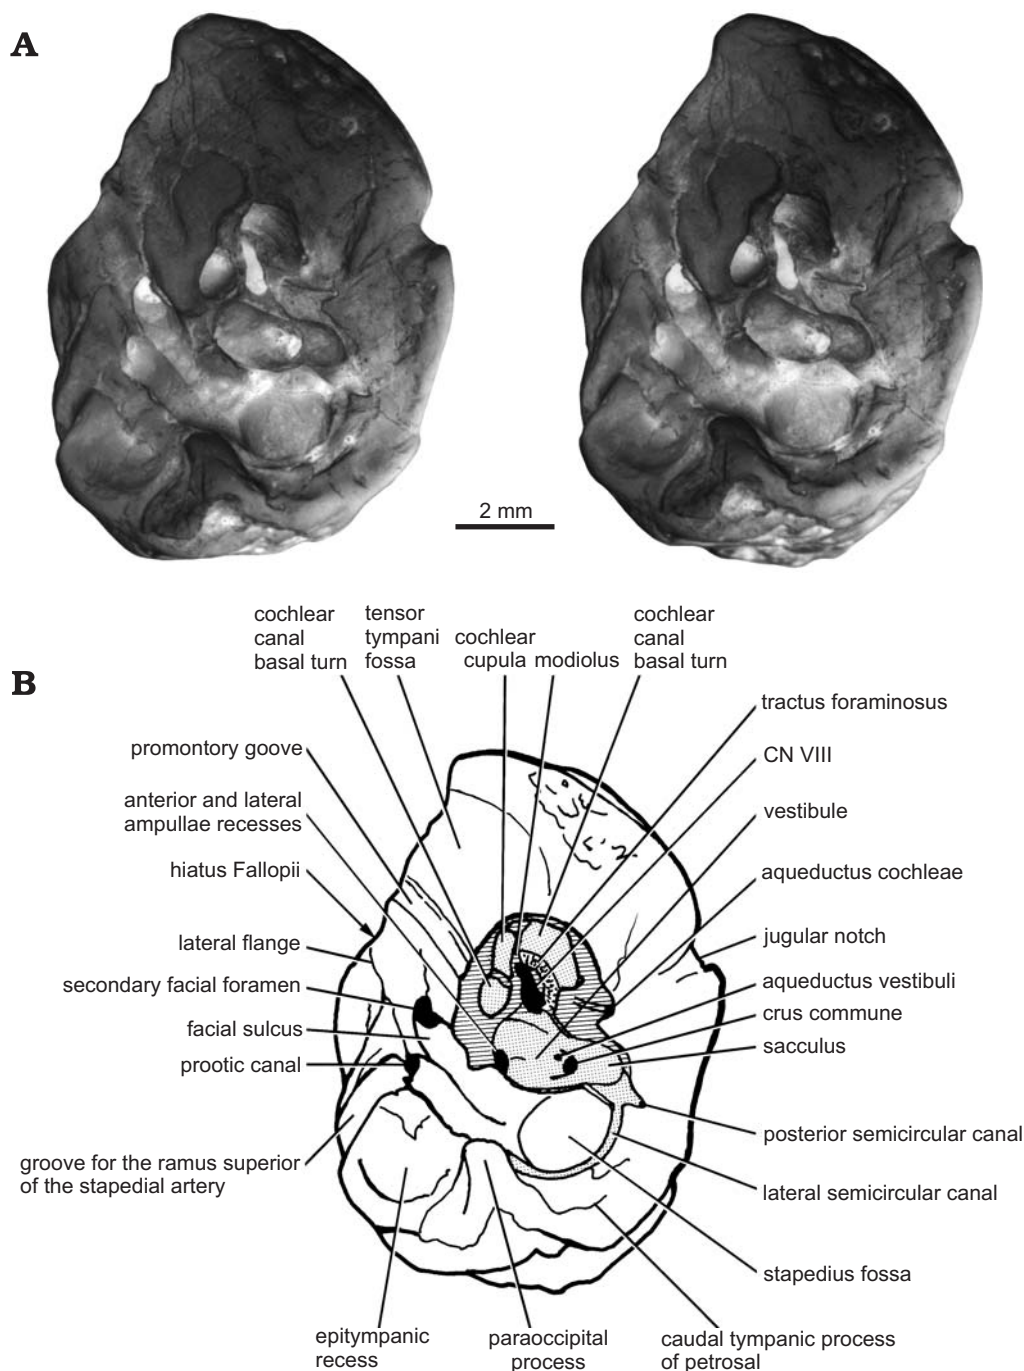 A
2 mm
B
cochlear
canal
basal turn
tensor
tympani
fossa
cochlear
cupula
modiolus
cochlear
canal
basal turn
promontory goove
anterior and lateral
ampullae recesses
hiatus Fallopii
lateral flange
secondary facial foramen
facial sulcus
prootic canal
groove for the ramus superior
of the stapedial artery
tractus foraminosus
CN VIII
vestibule
aqueductus cochleae
jugular notch
aqueductus vestibuli
crus commune
sacculus
posterior semicircular canal
lateral semicircular canal
stapedius fossa
epitympanic
recess
paraoccipital
process
caudal tympanic process
of petrosal